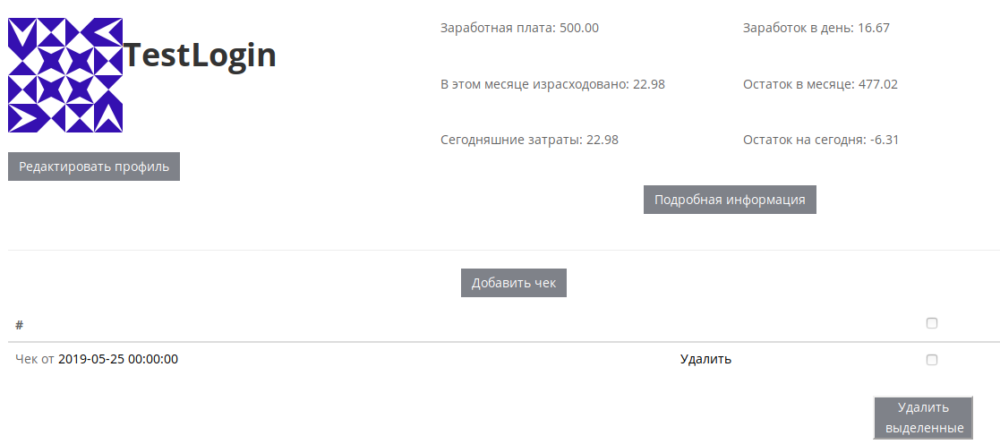 TestLogin
Редактировать профиль
Заработная плата: 500.00
Заработок в день: 16.67
В этом месяце израсходовано: 22.98
Остаток в месяце: 477.02
Сегодняшние затраты: 22.98
Остаток на сегодня: -6.31
Подробная информация
Добавить чек
#
Чек от 2019-05-25 00:00:00
Удалить
Удалить
выделенные